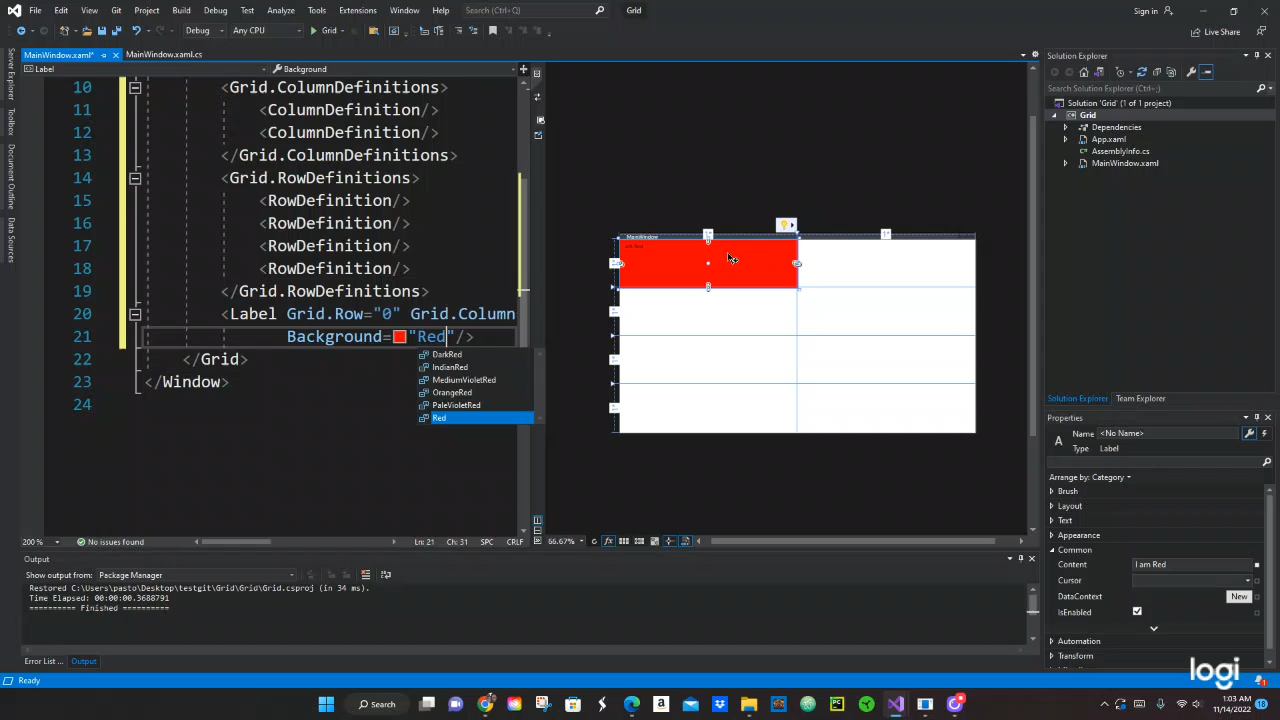 File Edit View Git Project Build Debug Test Analyze Tools Extensions Window Help Search (Ctrl+Q) Grid Sign in
Debug Any CPU Grid Live Share
MainWindow.xaml* MainWindow.xaml.cs
Label Background
Server Explorer
Toolbox
Document Outline
Data Sources
10 <Grid.ColumnDefinitions>
11 <ColumnDefinition/>
12 <ColumnDefinition/>
13 </Grid.ColumnDefinitions>
14 <Grid.RowDefinitions>
15 <RowDefinition/>
16 <RowDefinition/>
17 <RowDefinition/>
18 <RowDefinition/>
19 </Grid.RowDefinitions>
20 <Label Grid.Row="0" Grid.Column
21 Background="Red"/>
22 </Grid>
23 </Window>
24
DarkRed
IndianRed
MediumVioletRed
OrangeRed
PaleVioletRed
Red
MainWindow
200 % No issues found Ln: 21 Ch: 31 SPC CRLF
66.67%
Solution Explorer
Search Solution Explorer (Ctrl+;)
Solution 'Grid' (1 of 1 project)
Grid
Dependencies
App.xaml
AssemblyInfo.cs
MainWindow.xaml
Solution Explorer Team Explorer
Properties
Name <No Name>
Type Label
Arrange by: Category
Brush
Layout
Text
Appearance
Common
Content I am Red
Cursor
DataContext New
IsEnabled
Automation
Transform
Output
Show output from: Package Manager
Restored C:\Users\pasto\Desktop\testgit\Grid\Grid\Grid.csproj (in 34 ms).
Time Elapsed: 00:00:00.3688791
========== Finished ==========
Error List ... Output
Ready
logi
Search
1:03 AM
11/14/2022
18